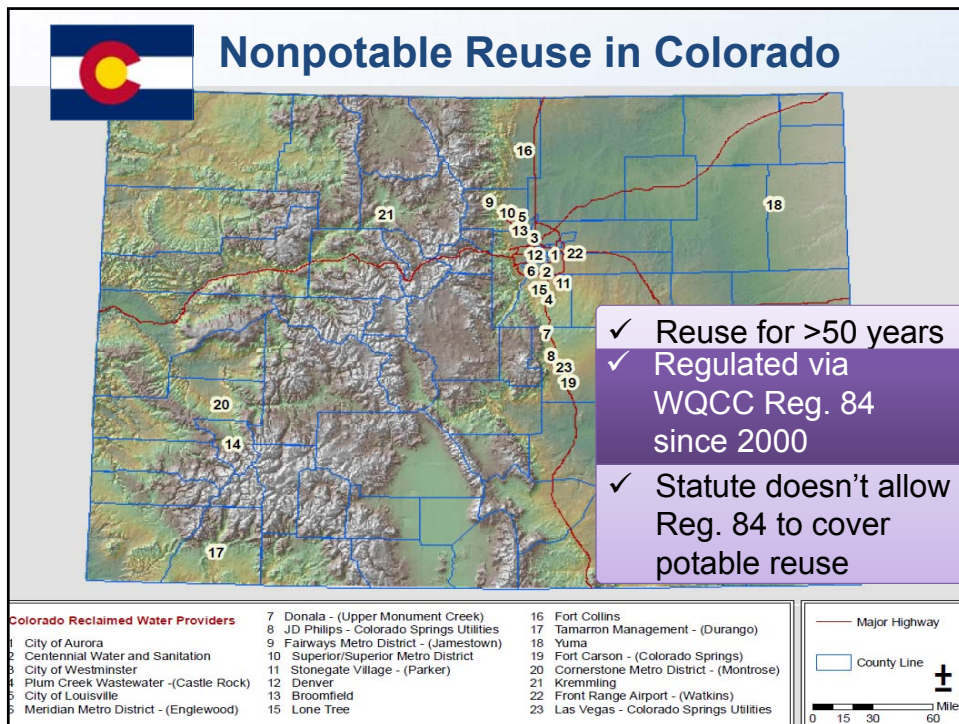 Nonpotable Reuse in Colorado
16
9
10
5
18
21
13
3
12
1
22
6
2
11
15
4
7
8
23
19
20
14
17
✓ Reuse for >50 years
✓ Regulated via
WQCC Reg. 84
since 2000
✓ Statute doesn't allow
Reg. 84 to cover
potable reuse
Colorado Reclaimed Water Providers
1 City of Aurora
2 Centennial Water and Sanitation
3 City of Westminster
4 Plum Creek Wastewater -(Castle Rock)
5 City of Louisville
6 Meridian Metro District - (Englewood)
7 Donala - (Upper Monument Creek)
8 JD Philips - Colorado Springs Utilities
9 Fairways Metro District - (Jamestown)
10 Superior/Superior Metro District
11 Stonegate Village - (Parker)
12 Denver
13 Broomfield
15 Lone Tree
16 Fort Collins
17 Tamarron Management - (Durango)
18 Yuma
19 Fort Carson - (Colorado Springs)
20 Cornerstone Metro District - (Montrose)
21 Kremmling
22 Front Range Airport - (Watkins)
23 Las Vegas - Colorado Springs Utilities
Major Highway
County Line
Mile
0 15 30 60